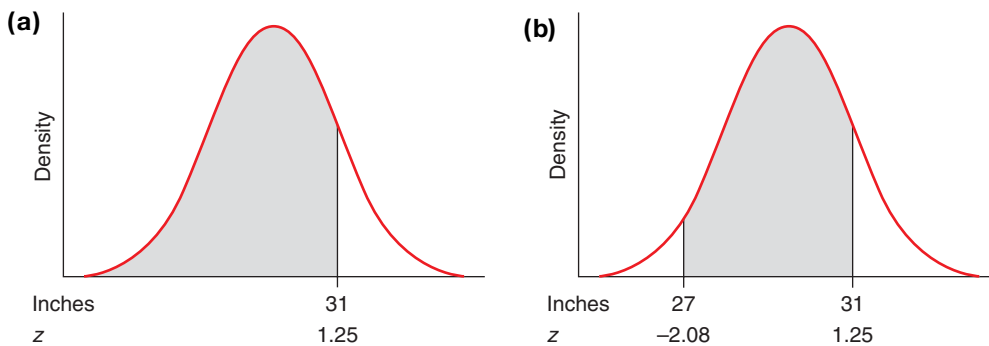 (a)
Density
Inches 31
z 1.25
(b)
Density
Inches 27 31
z –2.08 1.25